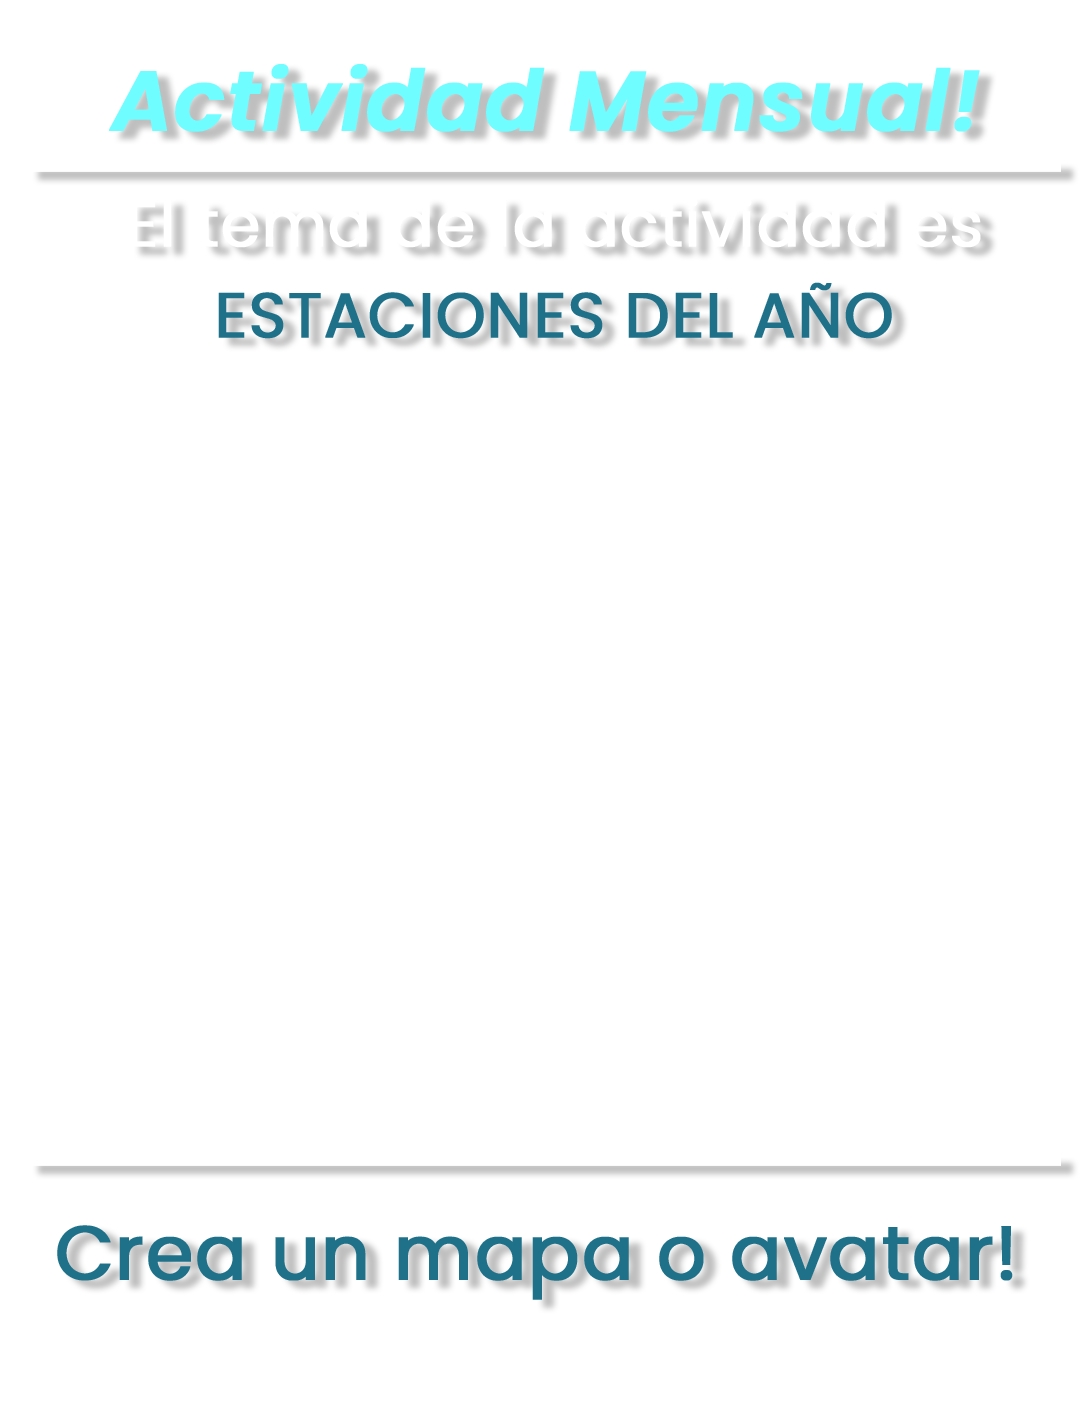 Actividad Mensual!
El tema de la actividad es
ESTACIONES DEL AÑO
Crea un mapa o avatar!